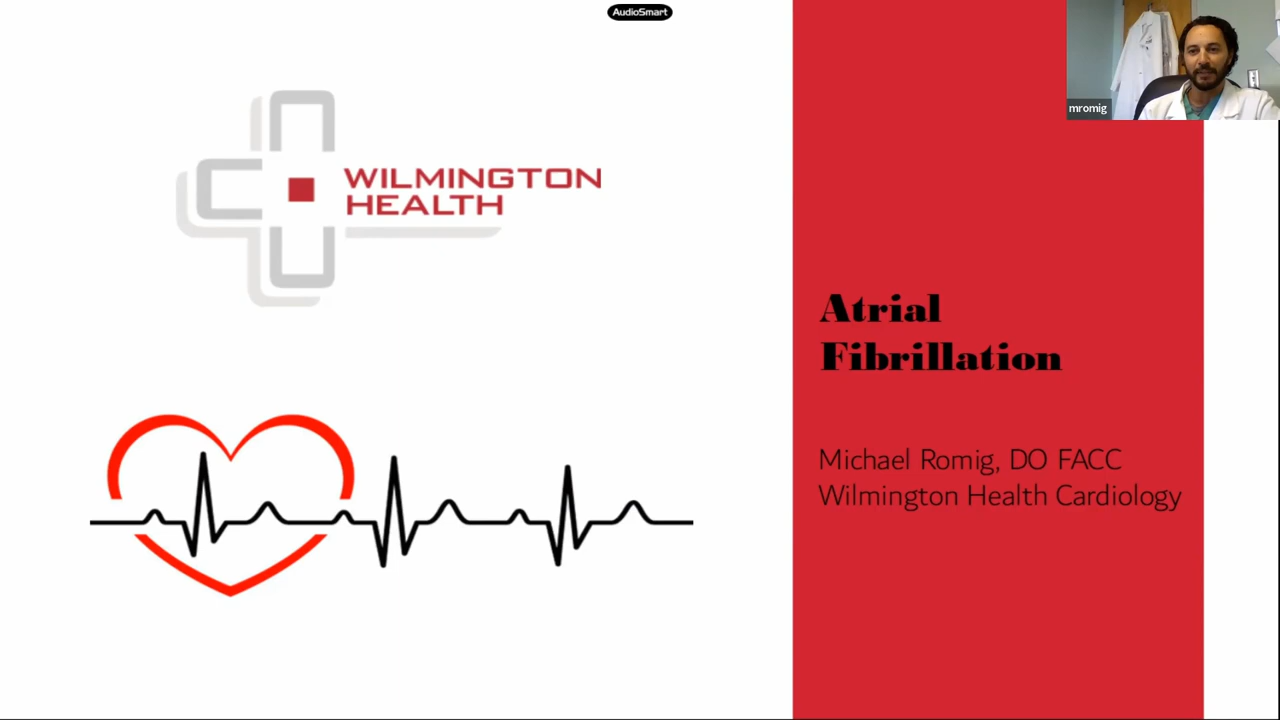 AudioSmart
mromig
WILMINGTON
HEALTH
Atrial
Fibrillation
Michael Romig, DO FACC
Wilmington Health Cardiology